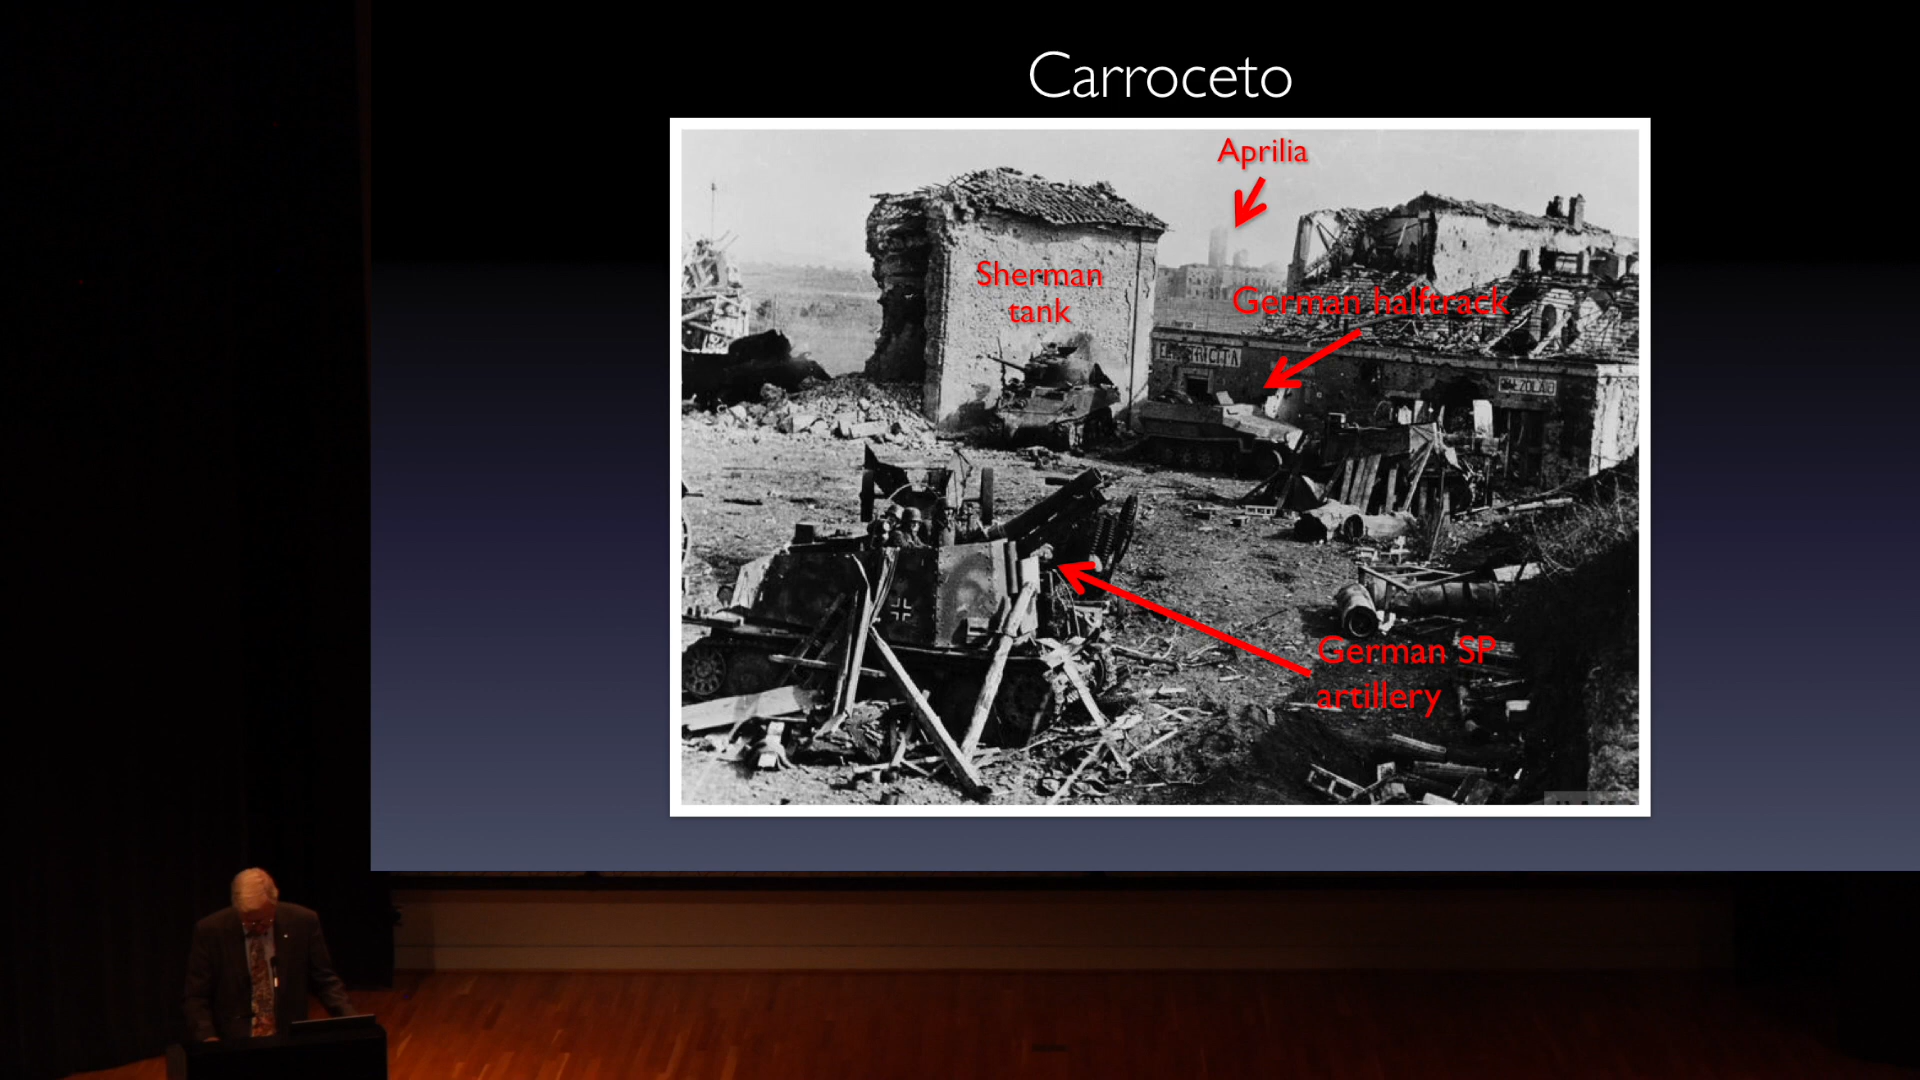 Carroceto
Aprilia
Sherman
tank
German halftrack
German SP
artillery